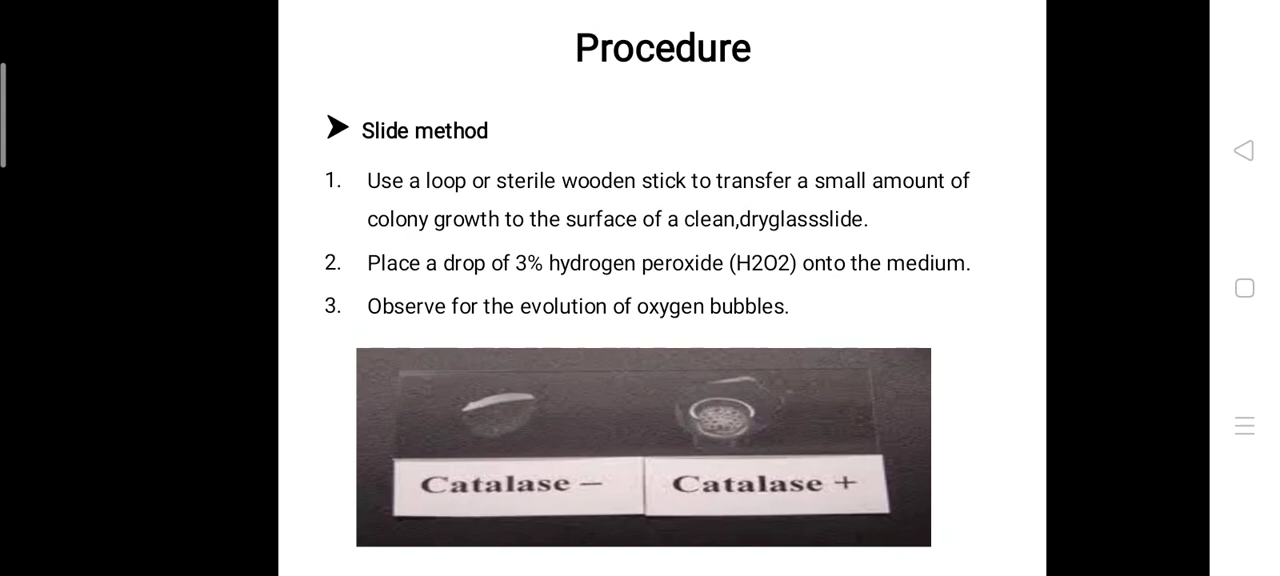 Procedure
➤ Slide method
1. Use a loop or sterile wooden stick to transfer a small amount of
colony growth to the surface of a clean,dryglassslide.
2. Place a drop of 3% hydrogen peroxide (H2O2) onto the medium.
3. Observe for the evolution of oxygen bubbles.
Catalase – Catalase +